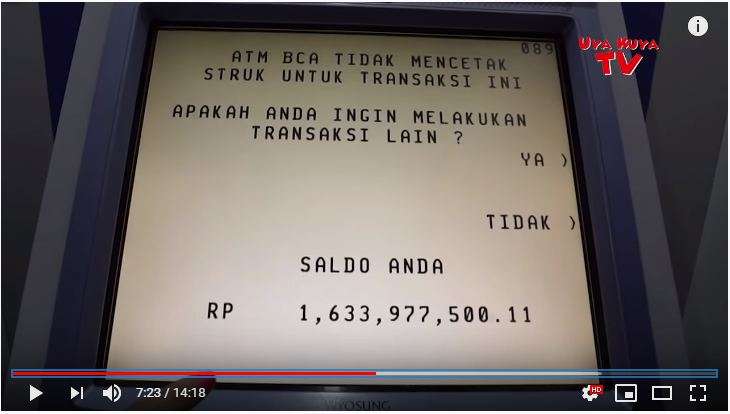 089
ATM BCA TIDAK MENCETAK
STRUK UNTUK TRANSAKSI INI
APAKAH ANDA INGIN MELAKUKAN
TRANSAKSI LAIN ?
YA )
TIDAK )
SALDO ANDA
RP 1,633,977,500.11
UYA KUYA
TV
i
7:23 / 14:18
HD
HYOSUNG